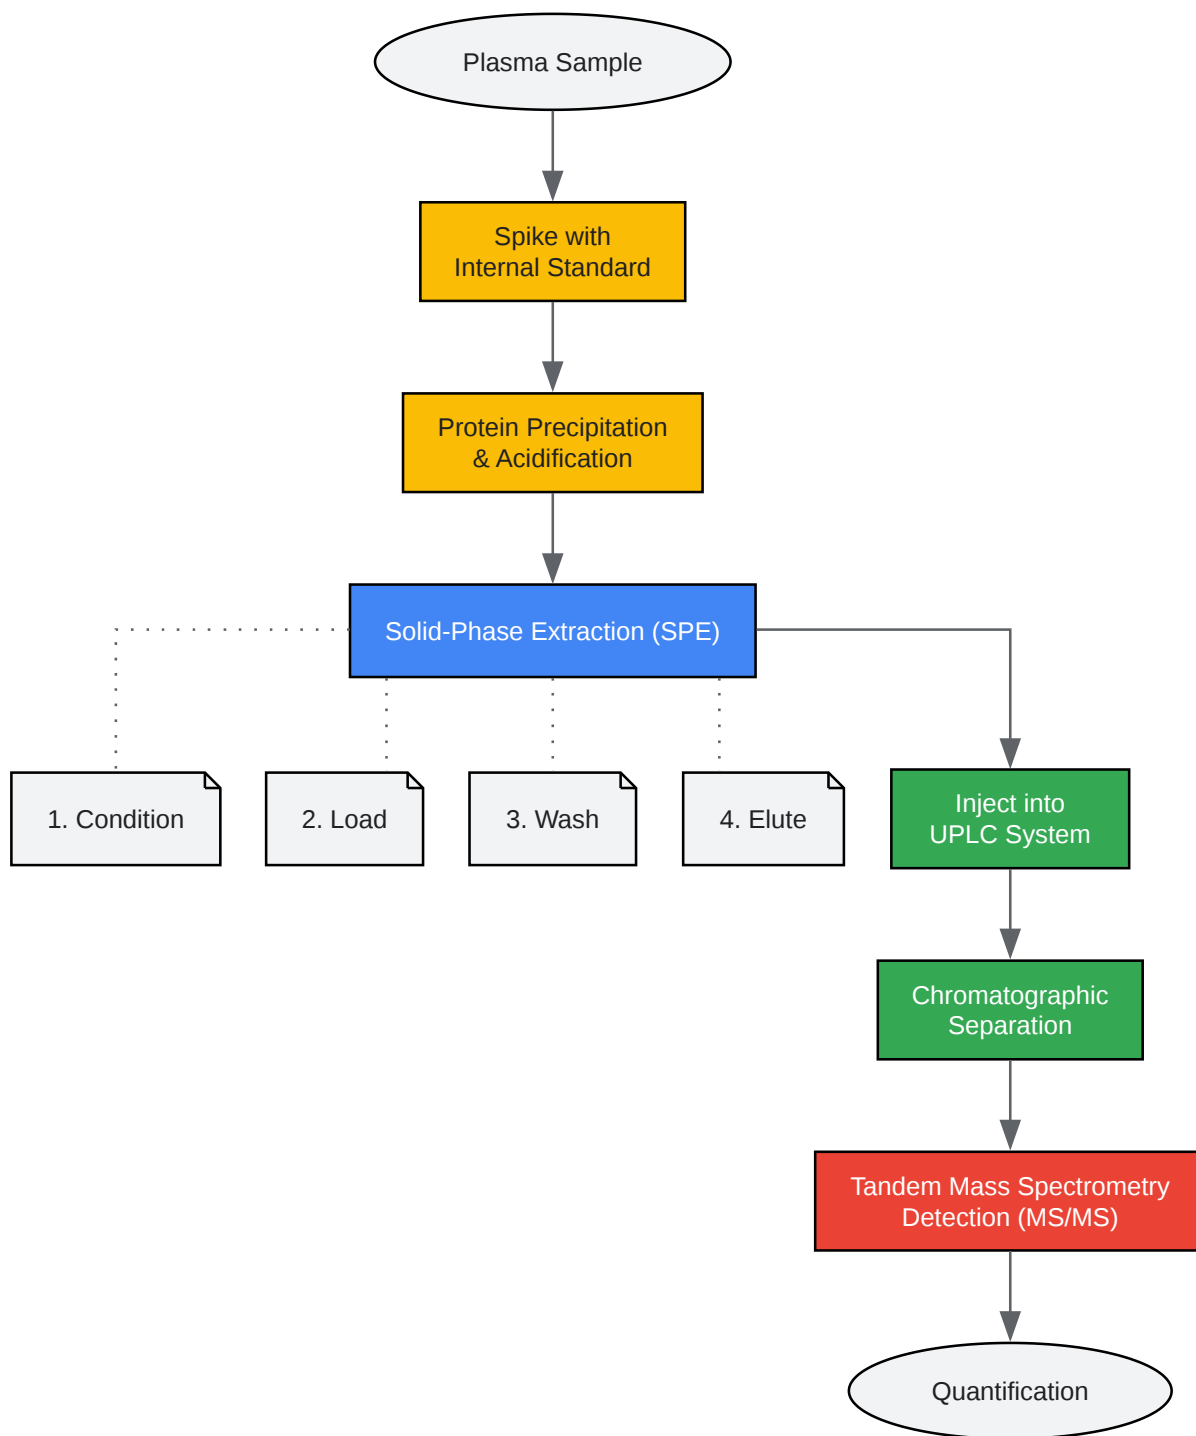 Plasma Sample
Spike with
Internal Standard
Protein Precipitation
& Acidification
Solid-Phase Extraction (SPE)
1. Condition
2. Load
3. Wash
4. Elute
Inject into
UPLC System
Chromatographic
Separation
Tandem Mass Spectrometry
Detection (MS/MS)
Quantification